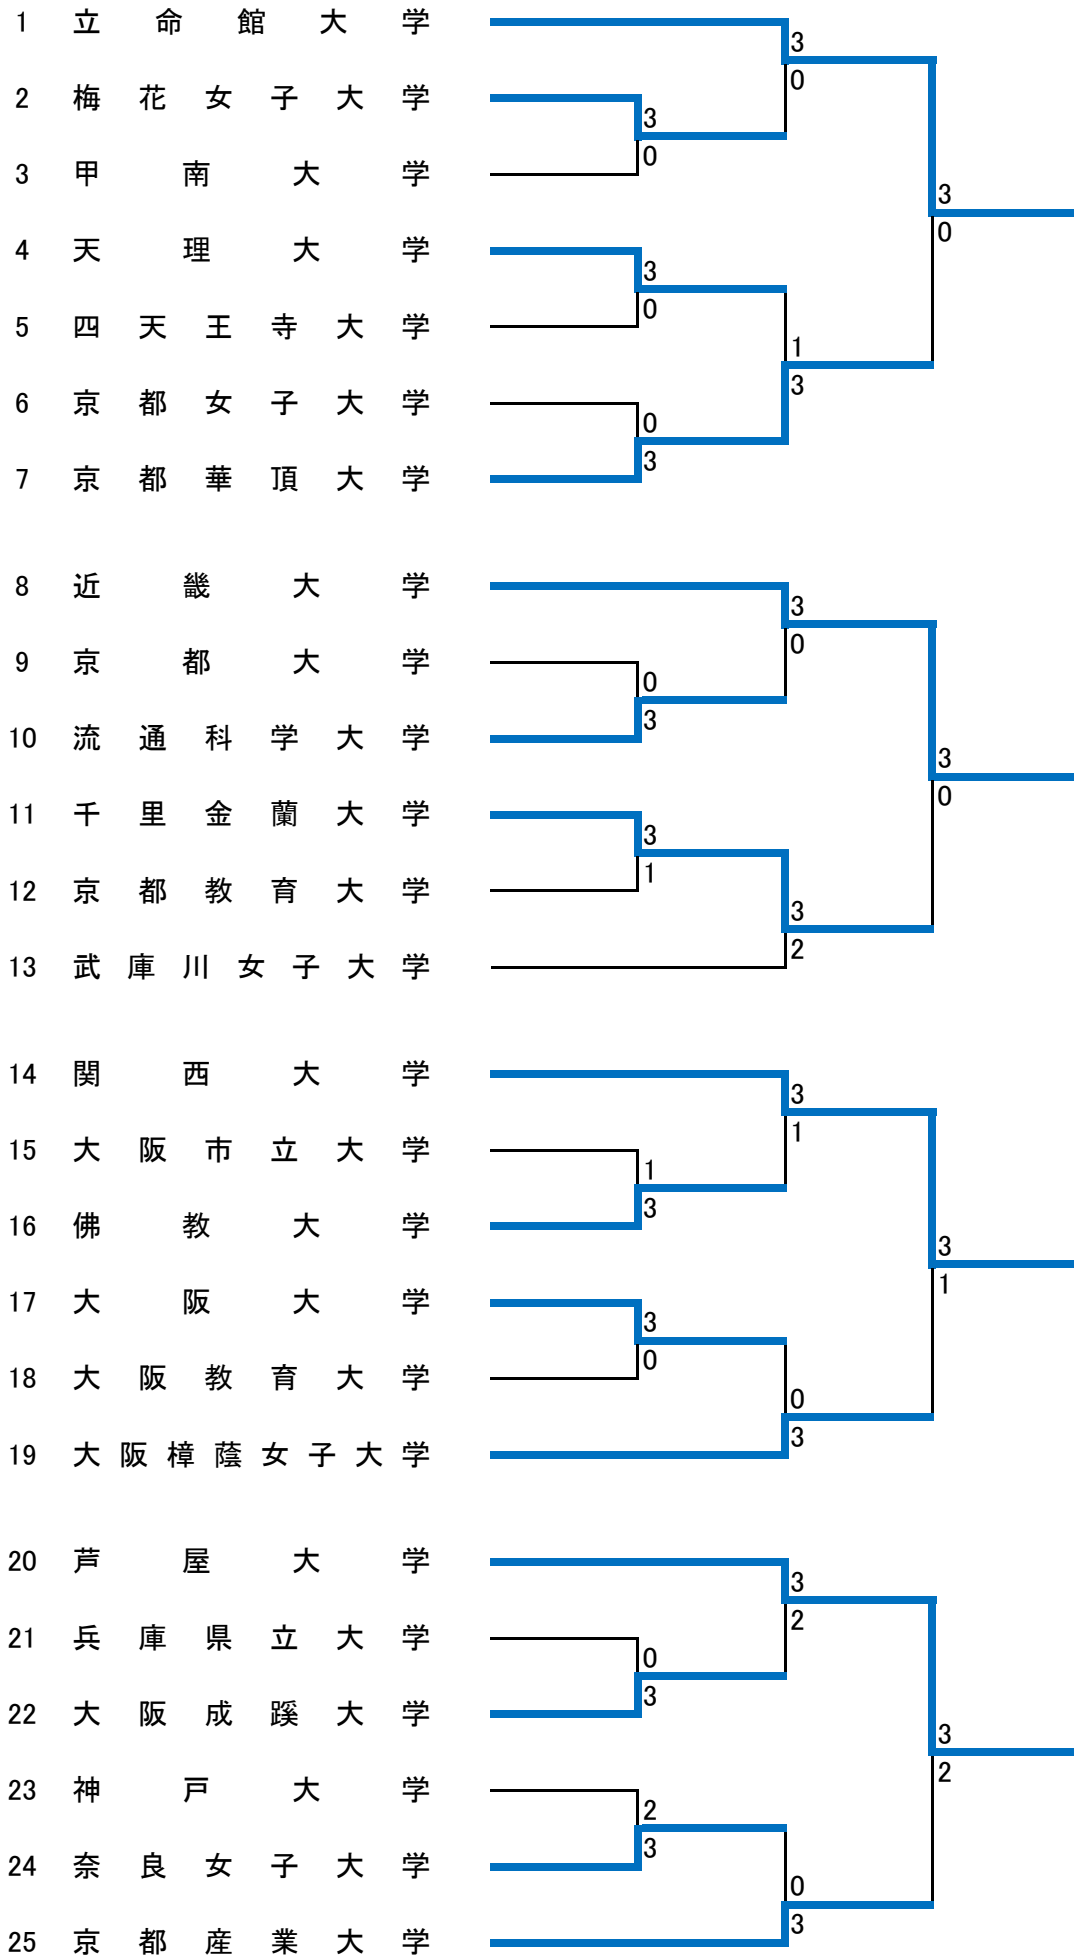 1 立命館大学
3
0
2 梅花女子大学
3
0
3 甲南大学
3
0
4 天理大学
3
0
5 四天王寺大学
1
3
6 京都女子大学
0
3
7 京都華頂大学
8 近畿大学
3
0
9 京都大学
0
3
10 流通科学大学
3
0
11 千里金蘭大学
3
1
12 京都教育大学
3
2
13 武庫川女子大学
14 関西大学
3
1
15 大阪市立大学
1
3
16 佛教大学
3
1
17 大阪大学
3
0
18 大阪教育大学
0
3
19 大阪樟蔭女子大学
20 芦屋大学
3
2
21 兵庫県立大学
0
3
22 大阪成蹊大学
3
2
23 神戸大学
2
3
24 奈良女子大学
0
3
25 京都産業大学